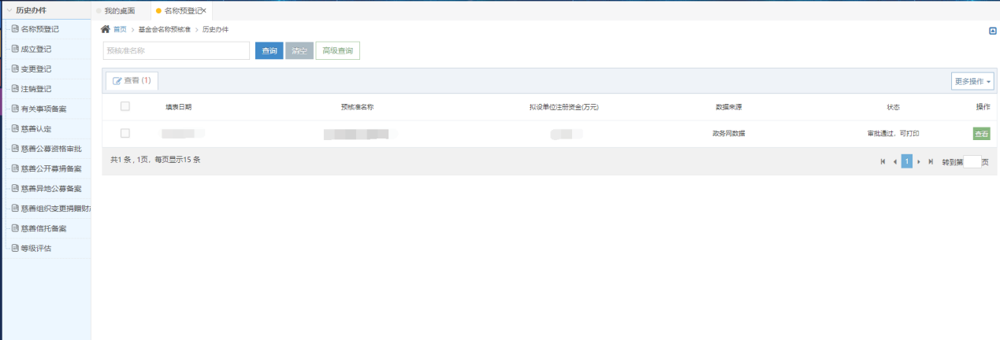 历史办件
我的桌面
名称预登记
名称预登记
成立登记
变更登记
注销登记
有关事项备案
慈善认定
慈善公募资格审批
慈善公开募捐备案
慈善异地公募备案
慈善组织变更捐赠财
慈善信托备案
等级评估
首页 > 基金会名称预核准 > 历史办件
预核准名称 查询 清空 高级查询
查看 (1) 更多操作
填表日期 预核准名称 拟设单位注册资金(万元) 数据来源 状态 操作
政务网数据 审批通过，可打印 查看
共1 条 , 1页，每页显示15 条 1 转到第 页